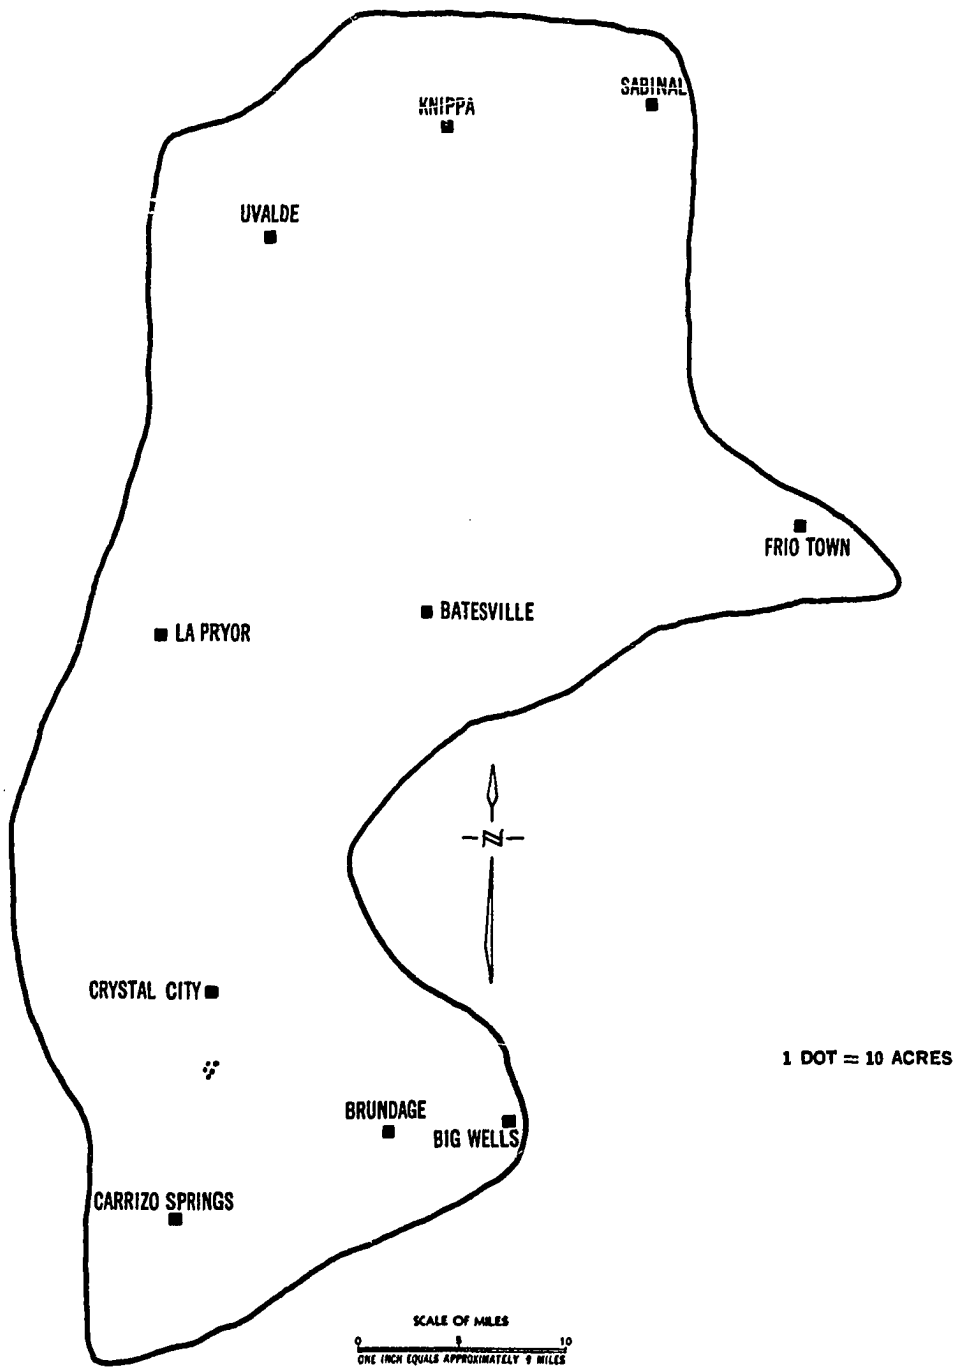 SABINAL
KNIPPA
UVALDE
FRIO TOWN
BATESVILLE
LA PRYOR
N
CRYSTAL CITY
1 DOT = 10 ACRES
BRUNDAGE
BIG WELLS
CARRIZO SPRINGS
SCALE OF MILES
0 5 10
ONE INCH EQUALS APPROXIMATELY 9 MILES